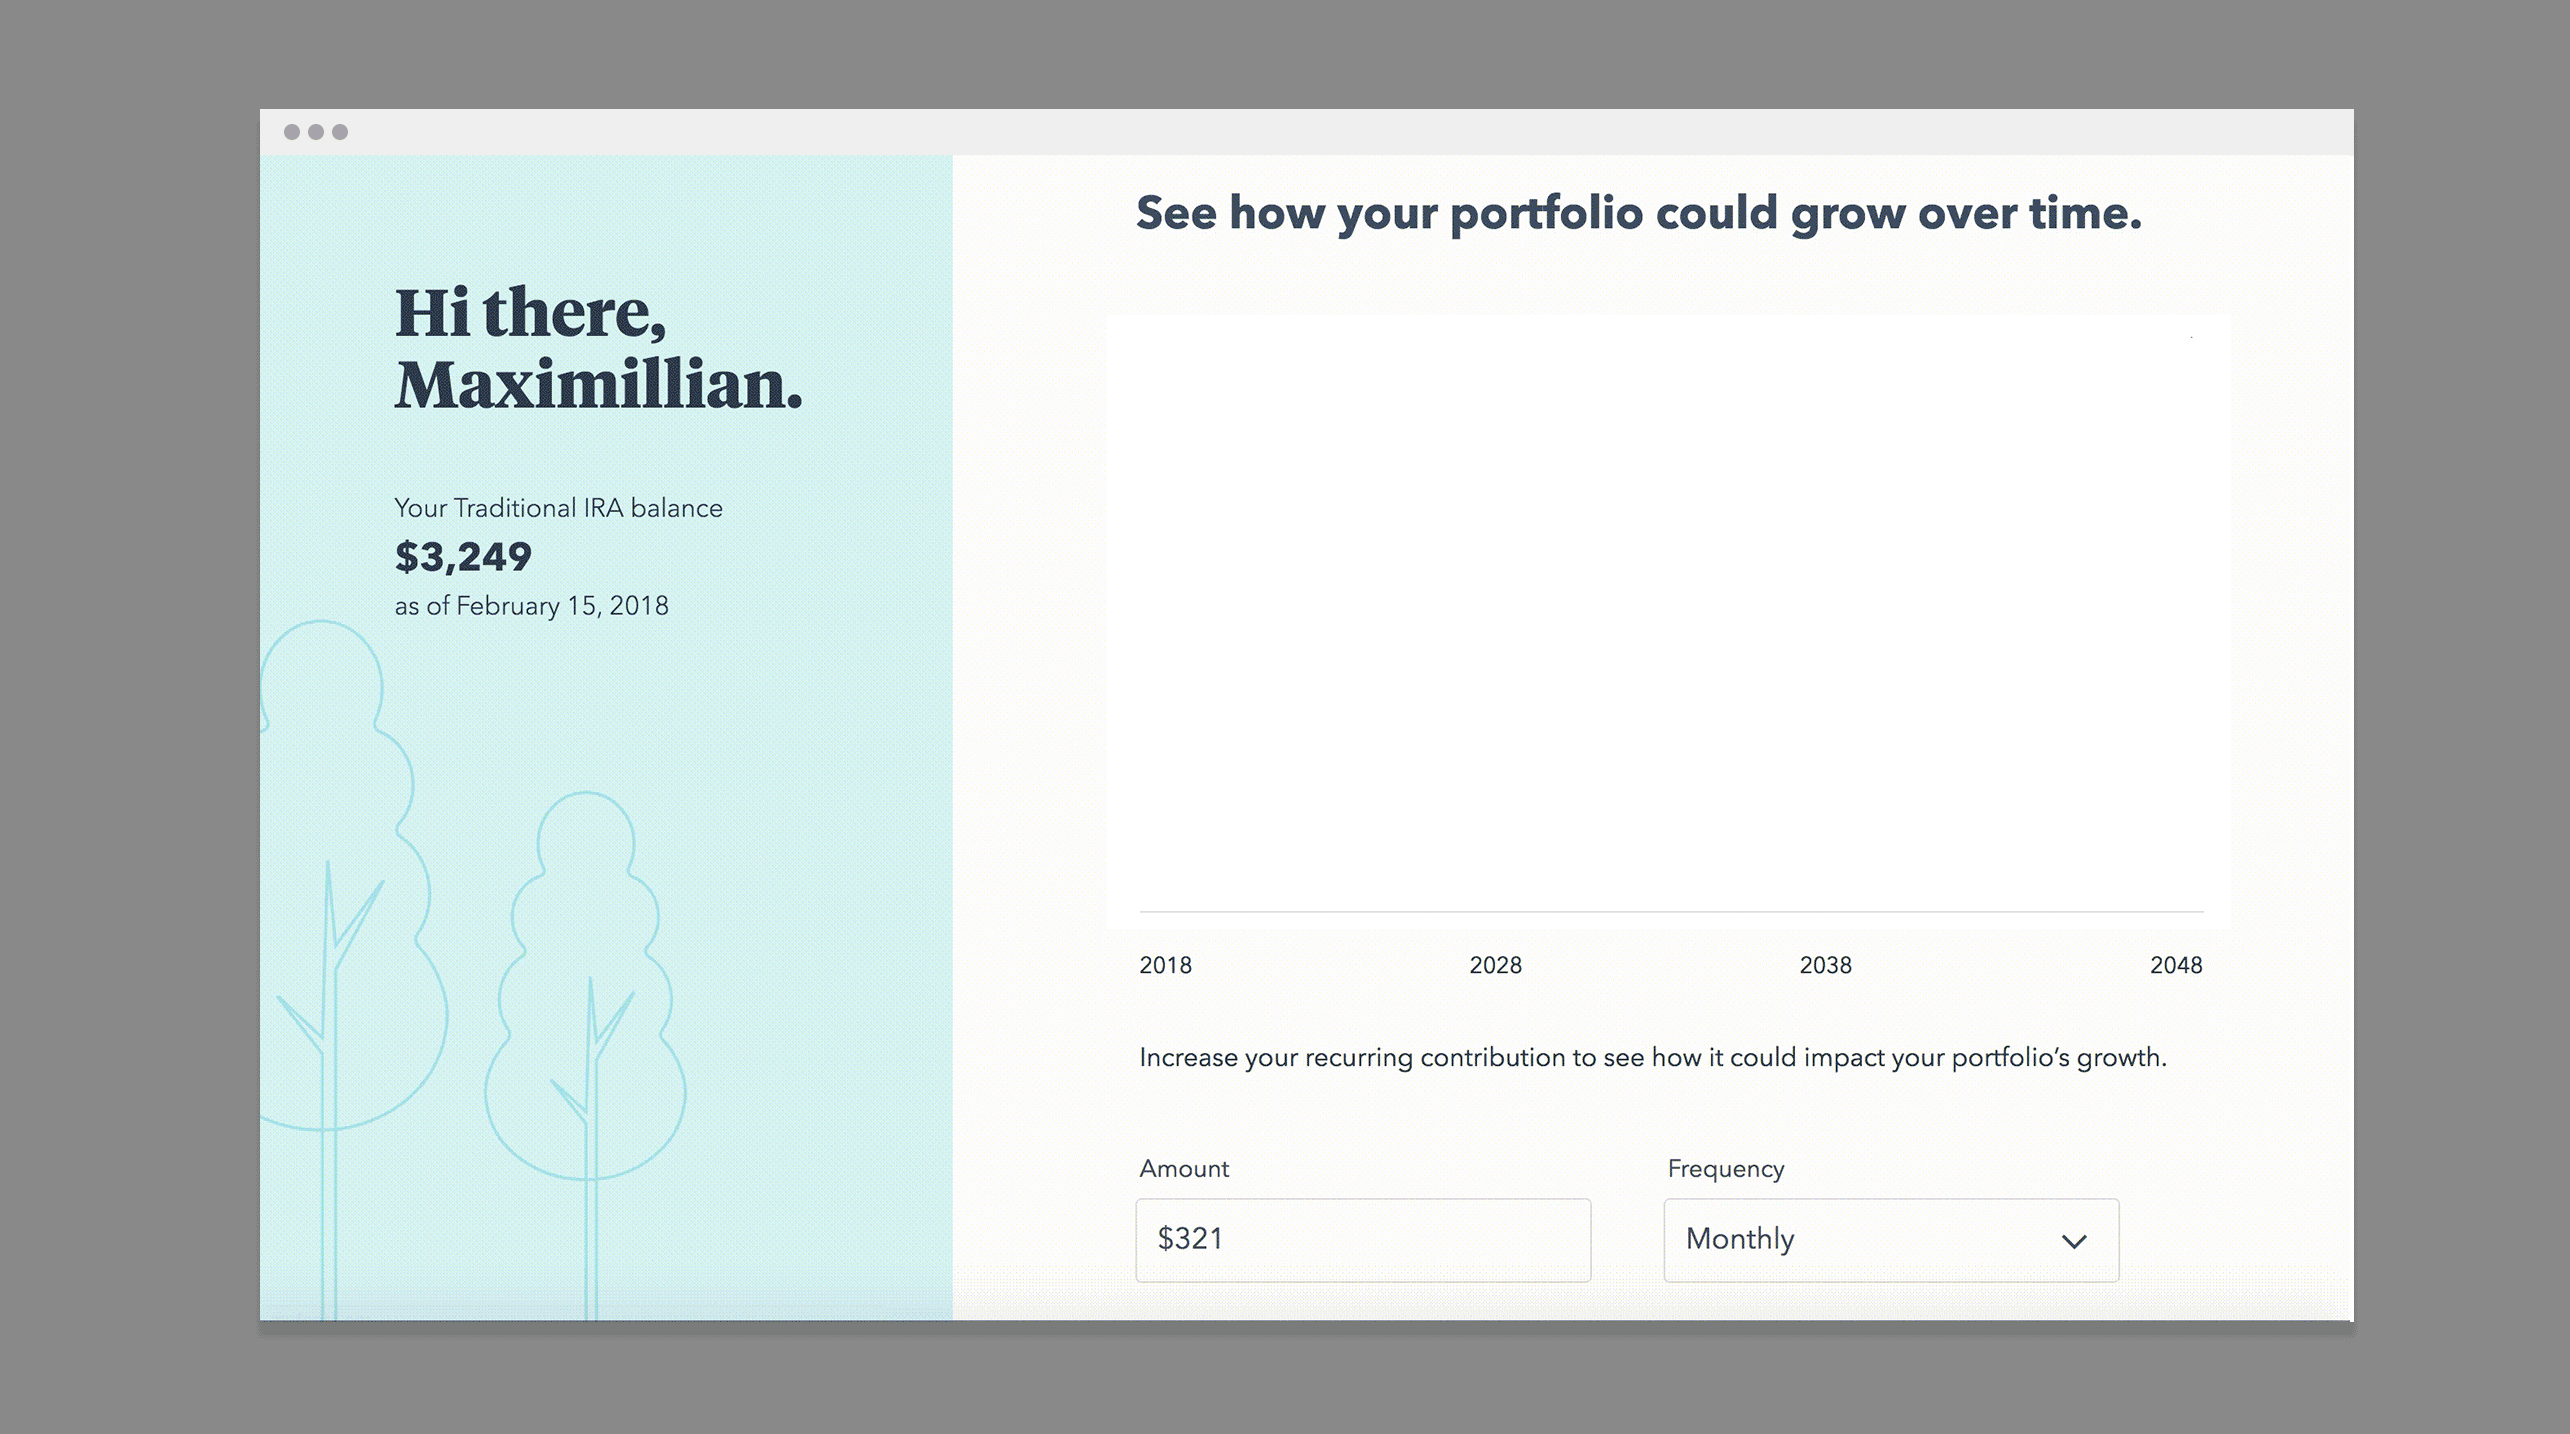 Hi there,
Maximillian.
Your Traditional IRA balance
$3,249
as of February 15, 2018
See how your portfolio could grow over time.
2018 2028 2038 2048
Increase your recurring contribution to see how it could impact your portfolio’s growth.
Amount Frequency
$321 Monthly